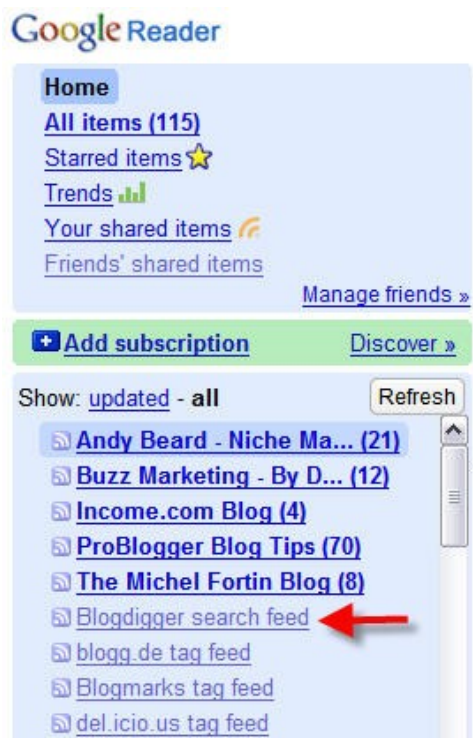 Google Reader
Home
All items (115)
Starred items
Trends
Your shared items
Friends' shared items
Manage friends »
Add subscription Discover »
Show: updated - all Refresh
Andy Beard - Niche Ma... (21)
Buzz Marketing - By D... (12)
Income.com Blog (4)
ProBlogger Blog Tips (70)
The Michel Fortin Blog (8)
Blogdigger search feed
blogg.de tag feed
Blogmarks tag feed
del.icio.us tag feed